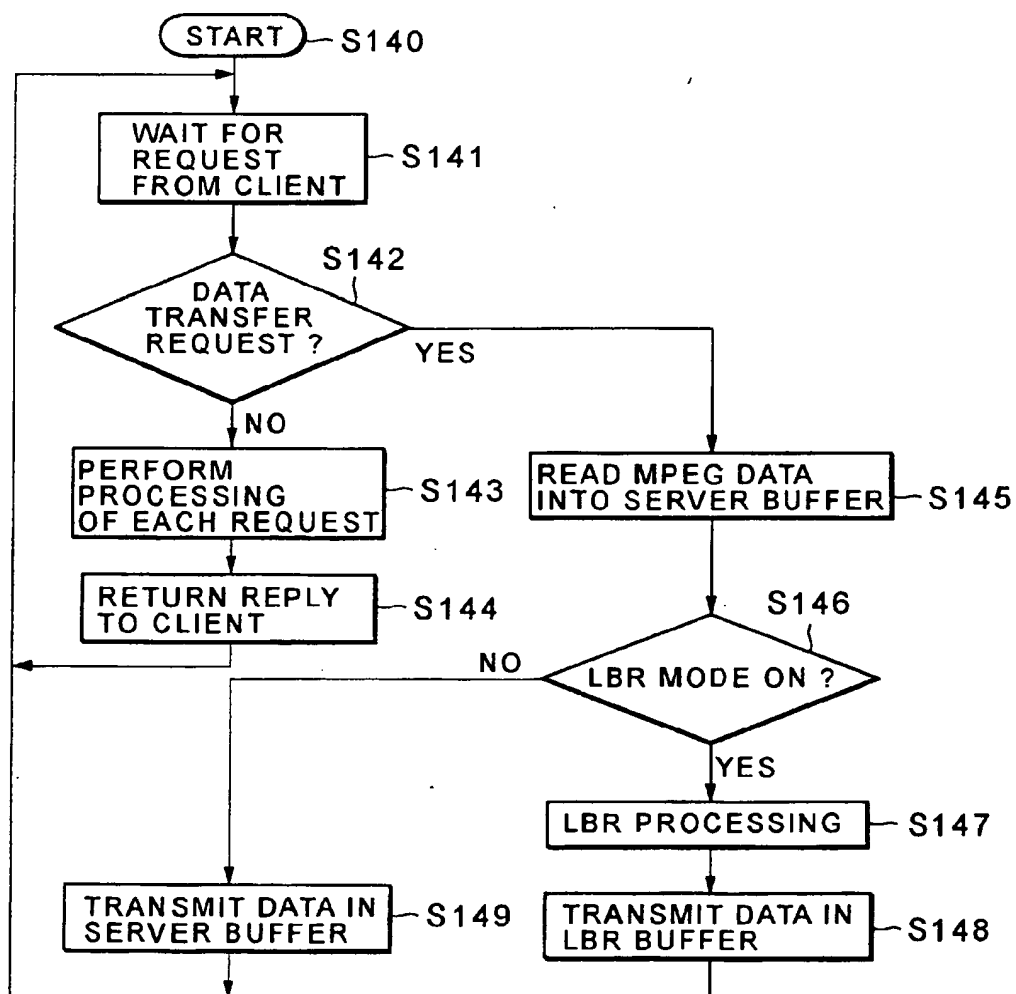 START
S140
WAIT FOR
REQUEST
FROM CLIENT
S141
S142
DATA
TRANSFER
REQUEST ?
YES
NO
PERFORM
PROCESSING
OF EACH REQUEST
S143
READ MPEG DATA
INTO SERVER BUFFER
S145
RETURN REPLY
TO CLIENT
S144
S146
NO
LBR MODE ON ?
YES
LBR PROCESSING
S147
TRANSMIT DATA IN
SERVER BUFFER
S149
TRANSMIT DATA IN
LBR BUFFER
S148